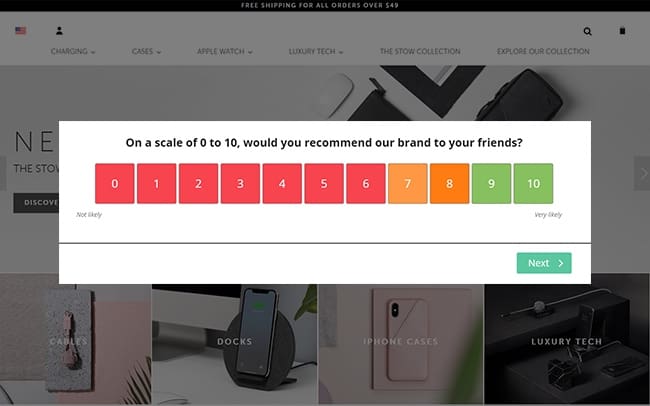 FREE SHIPPING FOR ALL ORDERS OVER $49
CHARGING CASES APPLE WATCH LUXURY TECH THE STOW COLLECTION EXPLORE OUR COLLECTION
NE
THE STOW
DISCOVE
On a scale of 0 to 10, would you recommend our brand to your friends?
0 1 2 3 4 5 6 7 8 9 10
Not likely Very likely
Next
CABLES DOCKS IPHONE CASES LUXURY TECH